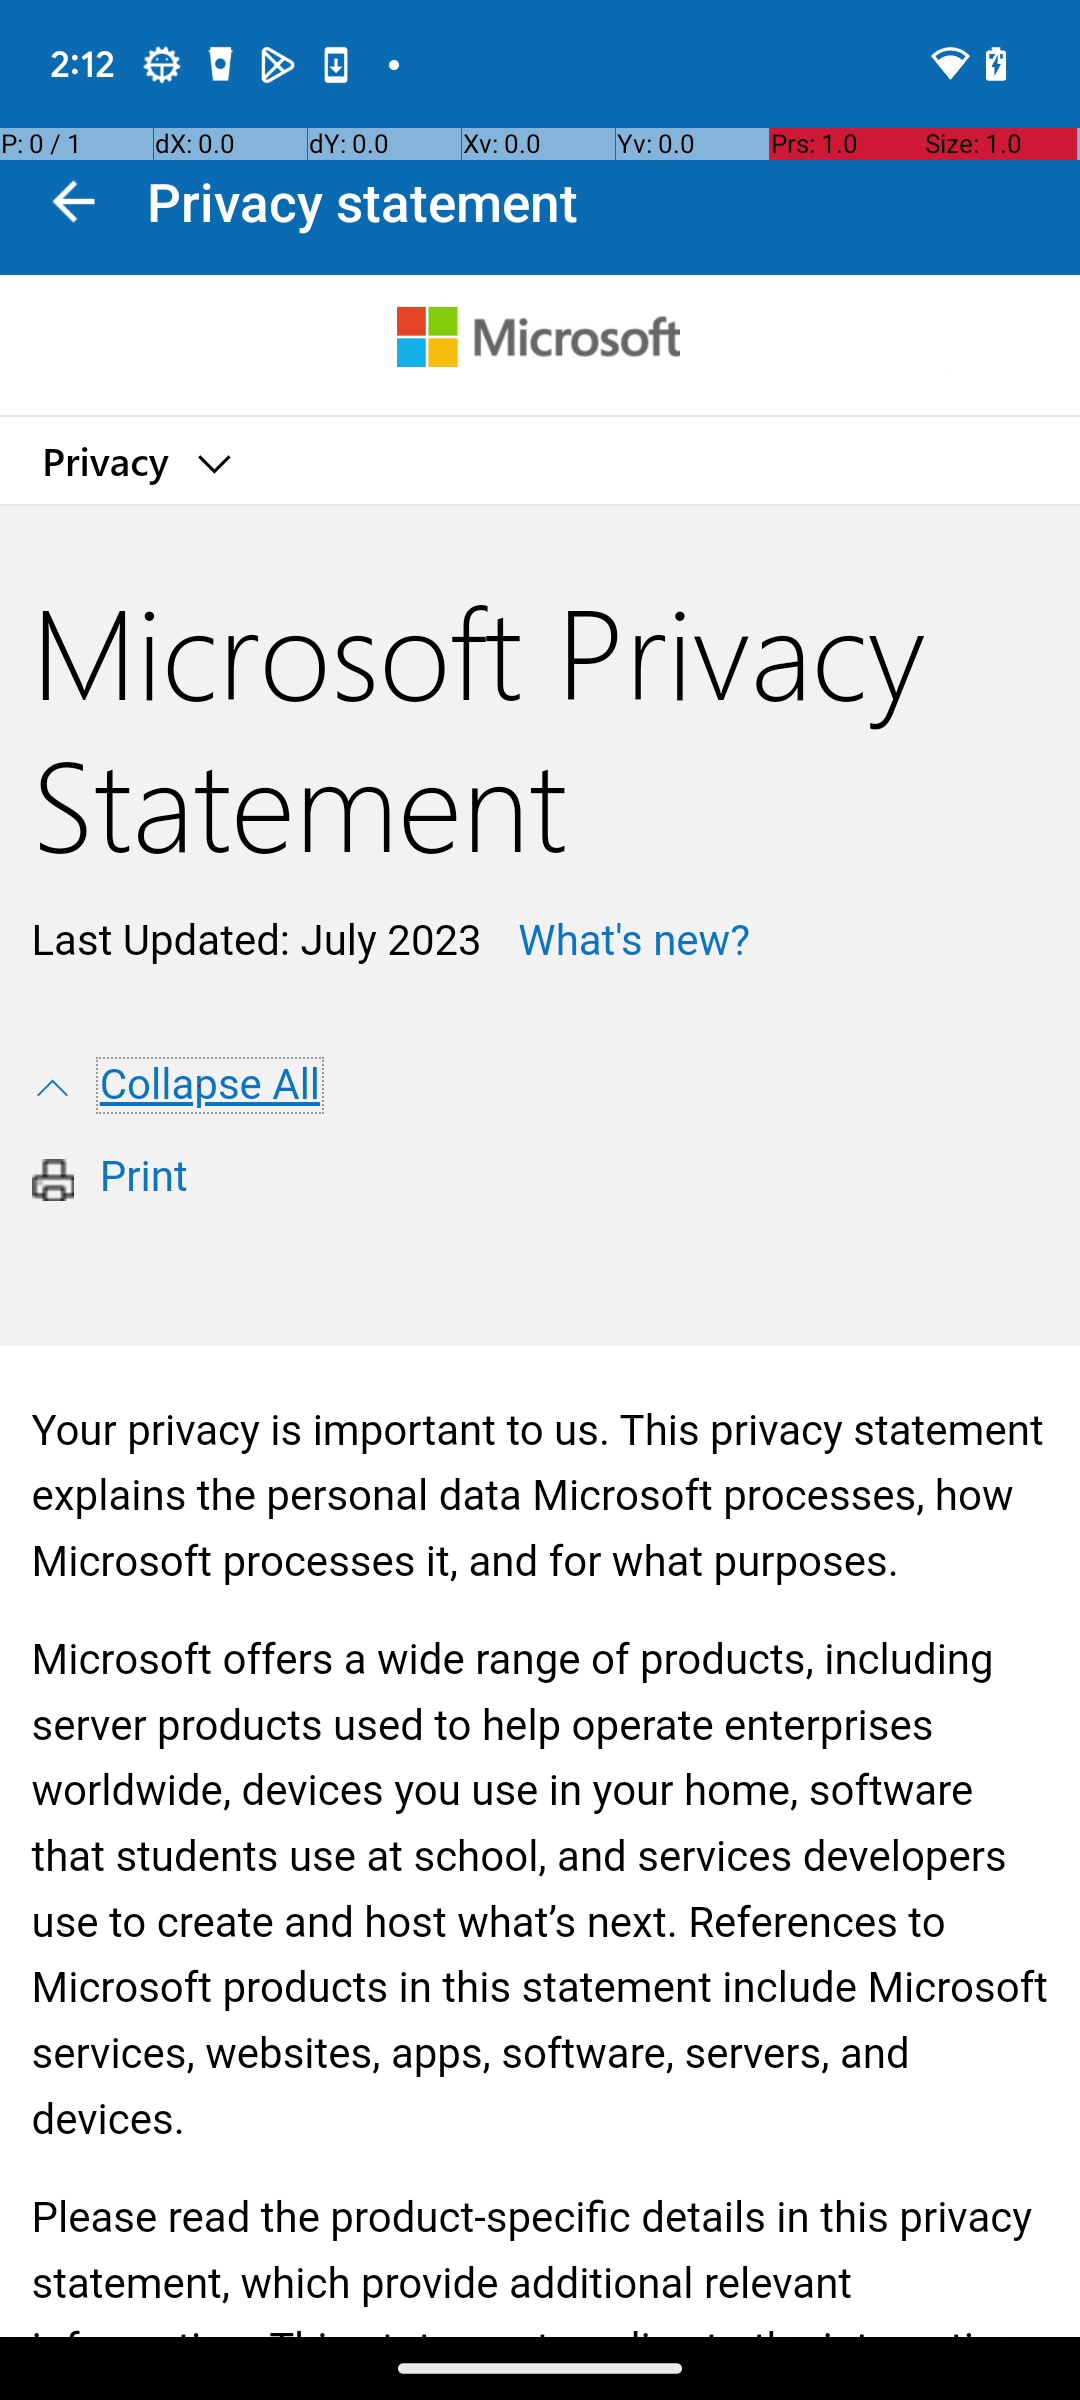 2:12
P: 0 / 1 dX: 0.0 dY: 0.0 Xv: 0.0 Yv: 0.0 Prs: 1.0 Size: 1.0
Privacy statement
Microsoft
Privacy
Microsoft Privacy
Statement
Last Updated: July 2023 What's new?
Collapse All
Print
Your privacy is important to us. This privacy statement
explains the personal data Microsoft processes, how
Microsoft processes it, and for what purposes.
Microsoft offers a wide range of products, including
server products used to help operate enterprises
worldwide, devices you use in your home, software
that students use at school, and services developers
use to create and host what’s next. References to
Microsoft products in this statement include Microsoft
services, websites, apps, software, servers, and
devices.
Please read the product-specific details in this privacy
statement, which provide additional relevant